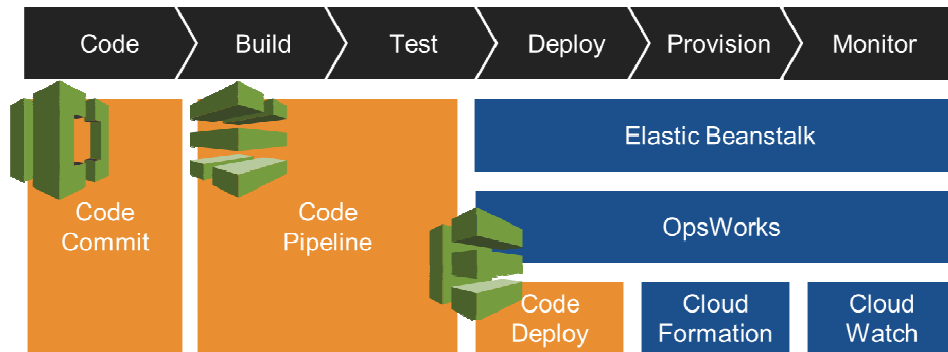 Code Build Test Deploy Provision Monitor
Elastic Beanstalk
Code
Commit
Code
Pipeline
OpsWorks
Code
Deploy
Cloud
Formation
Cloud
Watch